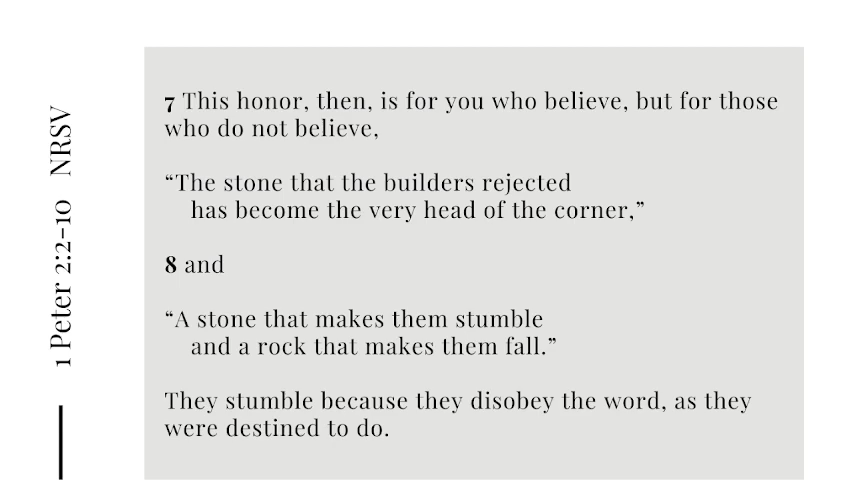 1 Peter 2:2-10 NRSV
7 This honor, then, is for you who believe, but for those
who do not believe,
“The stone that the builders rejected
has become the very head of the corner,”
8 and
“A stone that makes them stumble
and a rock that makes them fall.”
They stumble because they disobey the word, as they
were destined to do.